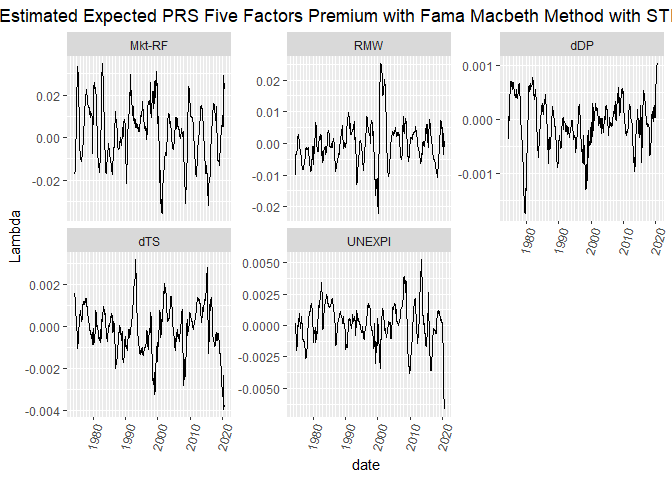 Estimated Expected PRS Five Factors Premium with Fama Macbeth Method with
Mkt-RF RMW dDP
0.02
0.00
-0.02
0.02
0.01
0.00
-0.01
-0.02
0.001
0.000
-0.001
1980 1990 2000 2010 2020
Lambda
dTS UNEXPI
0.002
0.000
-0.002
-0.004
0.0050
0.0025
0.0000
-0.0025
-0.0050
1980 1990 2000 2010 2020
1980 1990 2000 2010 2020
date